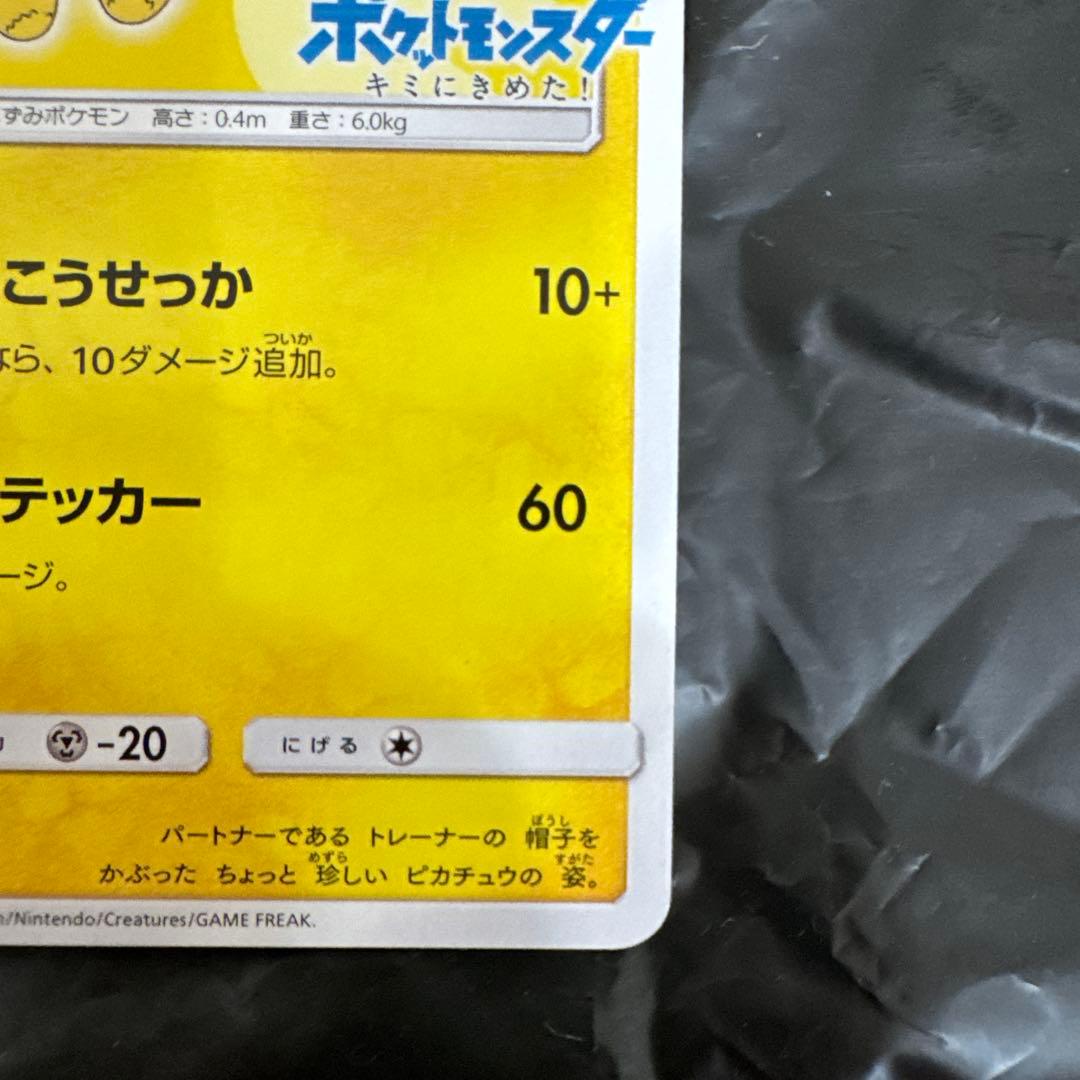 ポケットモンスター
キミにきめた!
ずみポケモン 高さ:0.4m 重さ:6.0kg
こうせっか 10+
なら、10ダメージ追加。
テッカー 60
ージ。
-20 にげる
パートナーである トレーナーの 帽子を
かぶった ちょっと 珍しい ピカチュウの 姿。
/Nintendo/Creatures/GAME FREAK.